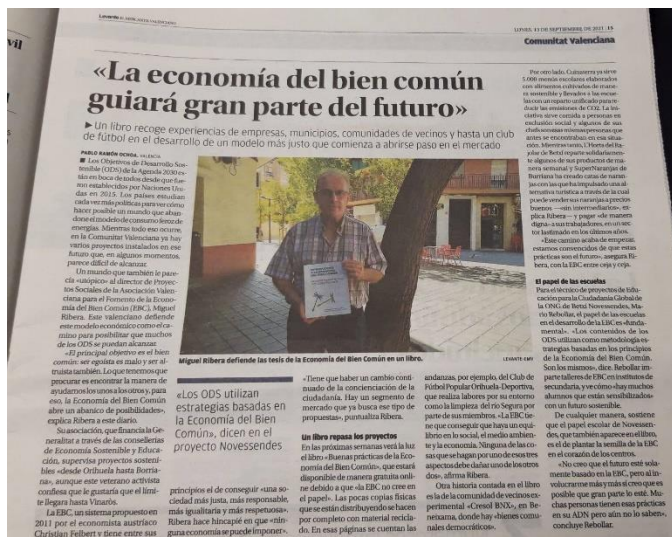 Levante EL MERCANTIL VALENCIANO
LUNES, 13 DE SEPTIEMBRE DE 2021 | 15
Comunitat Valenciana
«La economía del bien común
guiará gran parte del futuro»
►Un libro recoge experiencias de empresas, municipios, comunidades de vecinos y hasta un club
de fútbol en el desarrollo de un modelo más justo que comienza a abrirse paso en el mercado
PABLO RAMÓN OCHOA. VALENCIA
■ Los Objetivos de Desarrollo Sos-
tenible (ODS) de la Agenda 2030 es-
tán en boca de todos desde que fue-
ron establecidos por Naciones Uni-
das en 2015. Los países estudian
cada vez más políticas para ver cómo
hacer posible un mundo que aban-
done el modelo de consumo feroz de
energías. Mientras todo eso ocurre,
en la Comunitat Valenciana ya hay
varios proyectos instalados en ese
futuro que, en algunos momentos,
parece difícil de alcanzar.
Un mundo que también le pare-
cía «utópico» al director de Proyec-
tos Sociales de la Asociación Valen-
ciana para el Fomento de la Econo-
mía del Bien Común (EBC), Miguel
Ribera. Este valenciano defiende
este modelo económico como el ca-
mino para posibilitar que muchos
de los ODS se puedan alcanzar.
«El principal objetivo es el bien
común: ser egoísta es malo y ser al-
truista también. Lo que tenemos que
procurar es encontrar la manera de
ayudarnos los unos a los otros y, para
eso, la Economía del Bien Común
abre un abanico de posibilidades»,
explica Ribera a este diario.
Su asociación, que financia la Ge-
neralitat a través de las conselleries
de Economía Sostenible y Educa-
ción, supervisa proyectos sosteni-
bles «desde Orihuela hasta Borria-
na», aunque este veterano activista
confiesa que le gustaría que el lími-
te llegara hasta Vinaròs.
La EBC, un sistema propuesto en
2011 por el economista austríaco
Christian Felbert y tiene entre sus
Miguel Ribera defiende las tesis de la Economía del Bien Común en un libro.
LEVANTE-EMV
«Los ODS utilizan
estrategias basadas en
la Economía del Bien
Común», dicen en el
proyecto Novessendes
principios el de conseguir «una so-
ciedad más justa, más responsable,
más igualitaria y más respetuosa».
Ribera hace hincapié en que «nin-
guna economía se puede imponer».
«Tiene que haber un cambio conti-
nuado de la concienciación de la
ciudadanía. Hay un segmento de
mercado que ya busca ese tipo de
propuestas», puntualiza Ribera.
Un libro repasa los proyectos
En las próximas semanas verá la luz
el libro «Buenas prácticas de la Eco-
nomía del Bien Común», que estará
disponible de manera gratuita onli-
ne debido a que «la EBC no cree en
el papel». Las pocas copias físicas
que se están distribuyendo se hacen
por completo con material recicla-
do. En esas páginas se cuentan las
andanzas, por ejemplo, del Club de
Fútbol Popular Orihuela-Deportiva,
que realiza labores por su entorno
como la limpieza del río Segura por
parte de sus miembros. «La EBC tie-
ne que conseguir que haya un equi-
librio en lo social, el medio ambien-
te y la economía. Ninguna de las co-
sas que se hagan por uno de esos tres
aspectos debe dañar uno de los otros
dos», afirma Ribera.
Otra historia contada en el libro
es la de la comunidad de vecinos ex-
perimental «Cresol BNX», en Be-
neixama, donde hay «bienes comu-
nales democráticos».
Por otro lado, Cuinaterra ya sirve
5.000 menús escolares elaborados
con alimentos cultivados de mane-
ra sostenible y llevados a las escue-
las con un reparto unificado para re-
ducir las emisiones de CO2. La ini-
ciativa sirve comida a personas en
exclusión social y algunos de sus
chefs son esas mismas personas que
antes se encontraban en esa situa-
ción. Mientras tanto, L'Horta del Ra-
jolar de Betxí reparte solidariamen-
te algunos de sus productos de ma-
nera semanal y SuperNaranjas de
Burriana ha creado catas de naran-
jas con las que ha impulsado una al-
ternativa turística a través de la cual
puede vender sus naranjas a precios
buenos —«sin intermediarios», ex-
plica Ribera— y pagar «de manera
digna» a sus trabajadores, en un sec-
tor lastimado en los últimos años.
«Este camino acaba de empezar,
estamos convencidos de que estas
prácticas son el futuro», asegura Ri-
bera, con la EBC entre ceja y ceja.
El papel de las escuelas
Para el técnico de proyectos de Edu-
cación para la Ciudadanía Global de
la ONG de Betxí Novessendes, Ma-
rio Rebollar, el papel de las escuelas
en el desarrollo de la EBC es «funda-
mental». «Los contenidos de los
ODS utilizan como metodología es-
trategias basadas en los principios
de la Economía del Bien Común.
Son los mismos», dice. Rebollar im-
parte talleres de EBC en institutos de
secundaria, y ve cómo «hay muchos
alumnos que están sensibilizados»
con un futuro sostenible.
De cualquier manera, sostiene
que el papel escolar de Novessen-
des, que también aparece en el libro,
es el de plantar la semilla de la EBC
en el corazón de los centros.
«No creo que el futuro esté sola-
mente basado en la EBC, pero al in-
volucrarme más y más sí creo que es
posible que gran parte lo esté. Mu-
chas personas tienen esas prácticas
en su ADN pero aún no lo saben»,
concluye Rebollar.